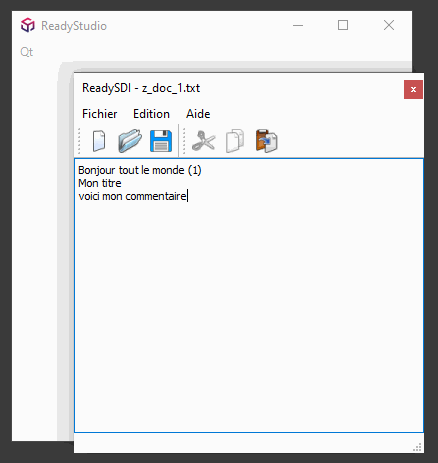 ReadyStudio
Qt
ReadySDI - z_doc_1.txt
Fichier Edition Aide
Bonjour tout le monde (1)
Mon titre
voici mon commentaire